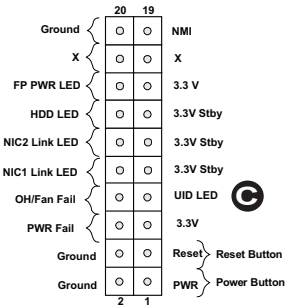 20 19
Ground NMI
X X
FP PWR LED 3.3 V
HDD LED 3.3V Stby
NIC2 Link LED 3.3V Stby
NIC1 Link LED 3.3V Stby
OH/Fan Fail UID LED C
PWR Fail 3.3V
Ground Reset Reset Button
Ground PWR Power Button
2 1